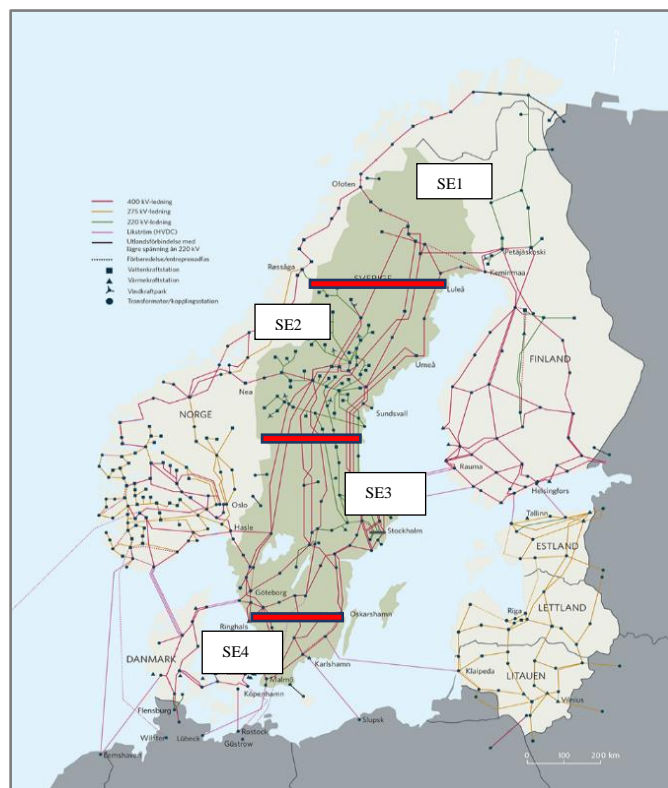 SE1
Ofoten
400 kV-ledning
275 kV-ledning
220 kV-ledning
Likström (HVDC)
Utlandsförbindelse med
lägre spänning än 220 kV
Förberedelse/entreprenadfas
Vattenkraftstation
Värmekraftstation
Vindkraftpark
Transformator/kopplingsstation
Petäjäskoski
Keminmaa
Røssåga
SVERIGE
Luleå
SE2
FINLAND
Umeå
Nea
NORGE
Sundsvall
Rauma
SE3
Helsingfors
Oslo
Tallinn
Hasle
Stockholm
ESTLAND
Göteborg
LETTLAND
Riga
Oskarshamn
Ringhals
DANMARK
SE4
Karlshamn
Klaipeda
LITAUEN
Malmö
Köpenhamn
Vilnius
Flensburg
Slupsk
Rostock
Lübeck
Güstrow
Eemshaven
0 100 200 km